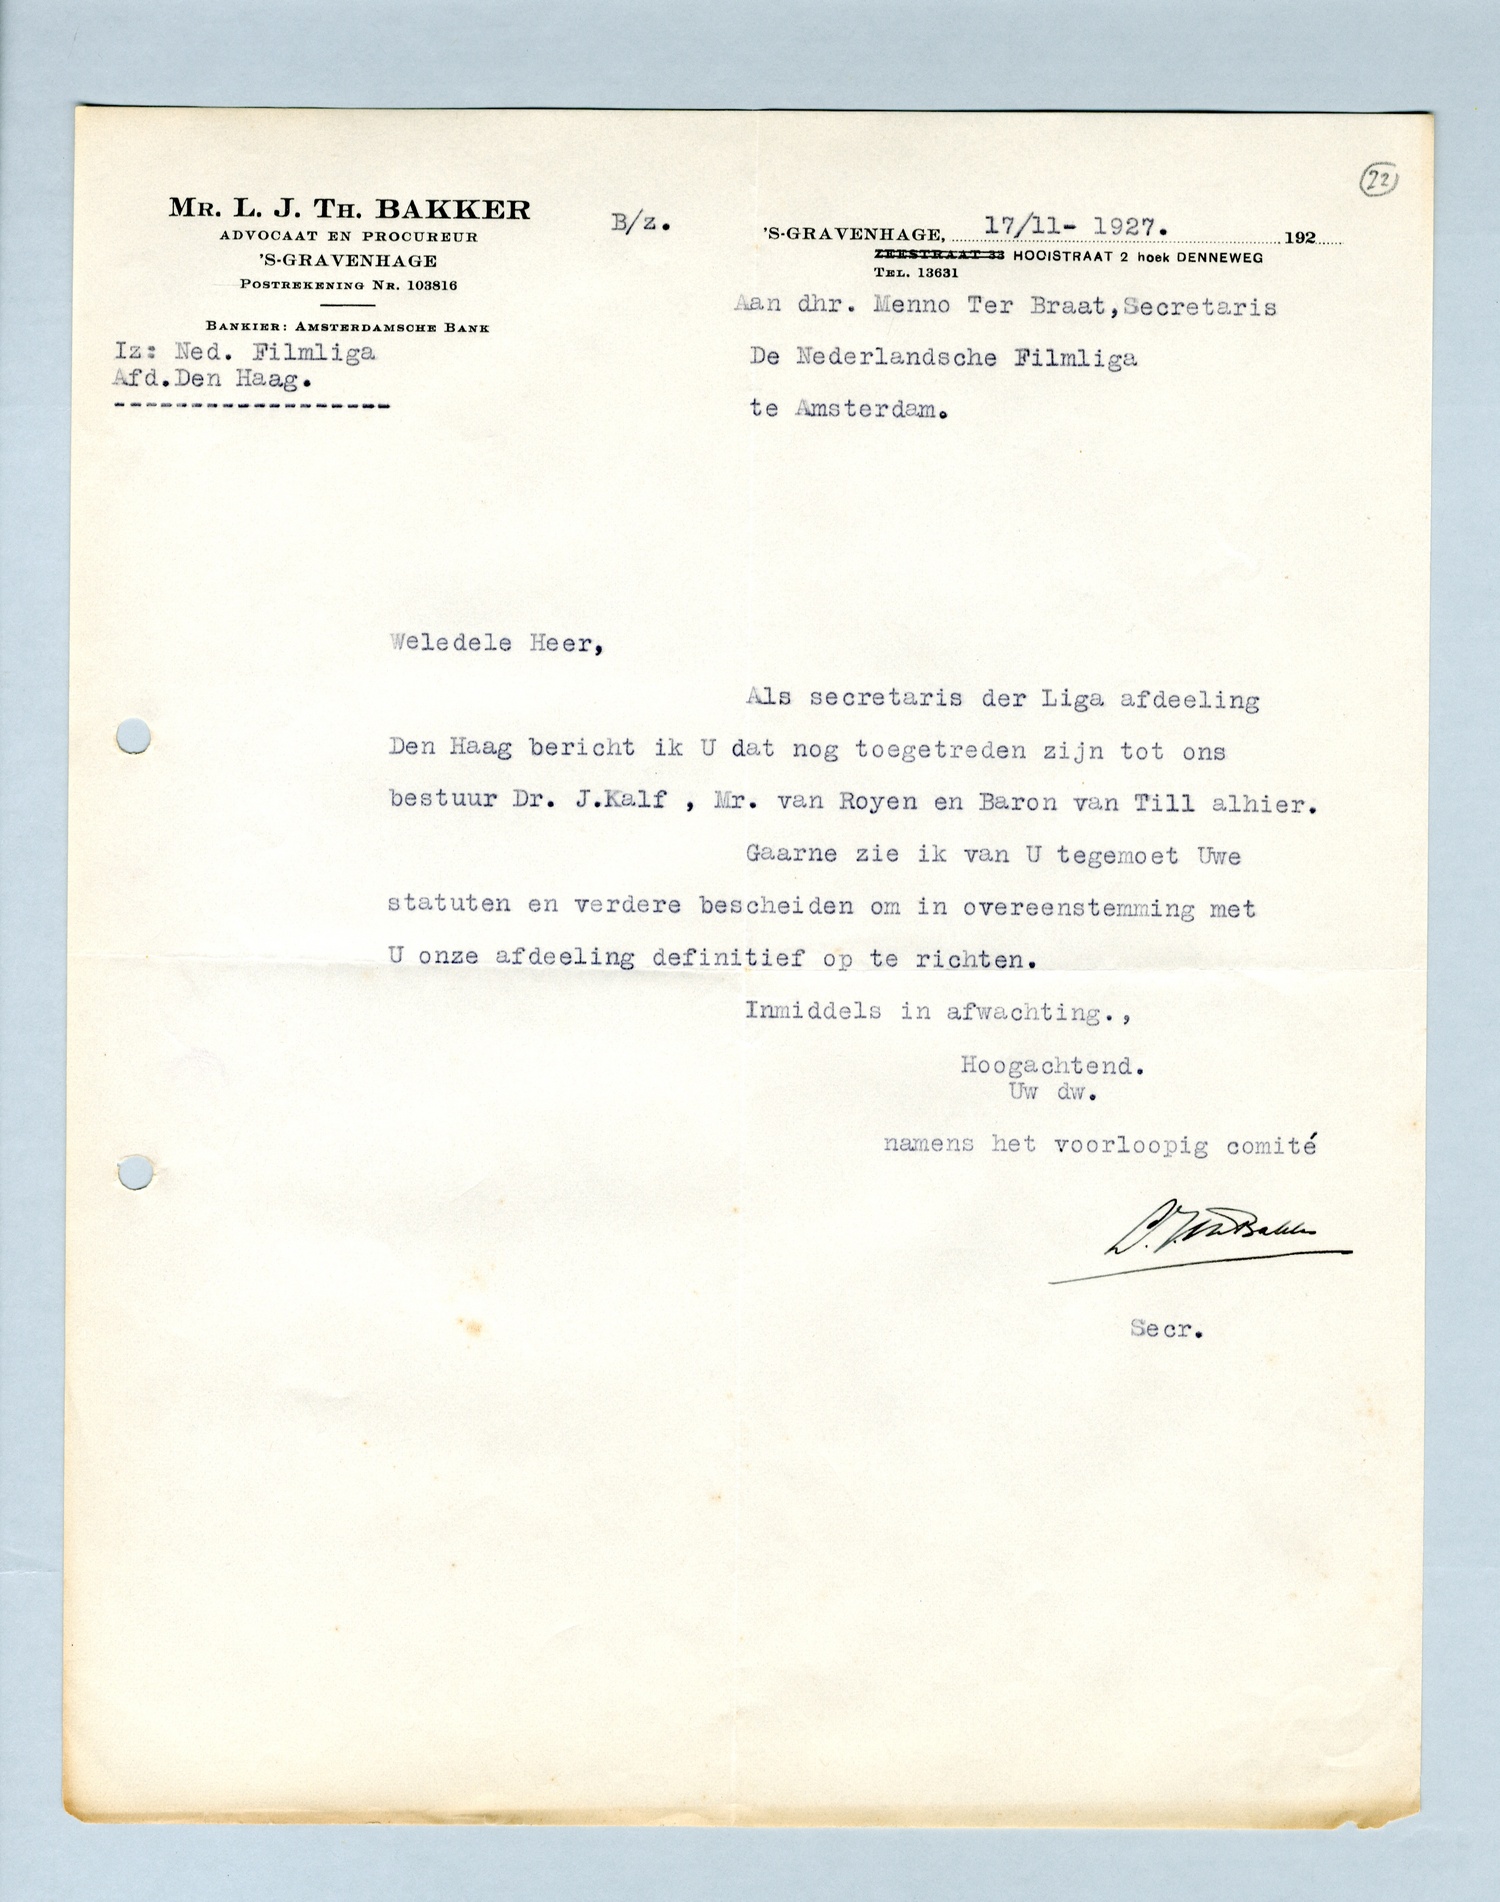 22
MR. L. J. TH. BAKKER
ADVOCAAT EN PROCUREUR
'S-GRAVENHAGE
POSTREKENING NR. 103816
BANKIER: AMSTERDAMSCHE BANK
Iz: Ned. Filmliga
Afd.Den Haag.
------------------
B/z.
'S-GRAVENHAGE, 17/11- 1927. 192
ZEESTRAAT 33 HOOISTRAAT 2 hoek DENNEWEG
TEL. 13631
Aan dhr. Menno Ter Braat,Secretaris
De Nederlandsche Filmliga
te Amsterdam.
Weledele Heer,
Als secretaris der Liga afdeeling
Den Haag bericht ik U dat nog toegetreden zijn tot ons
bestuur Dr. J.Kalf , Mr. van Royen en Baron van Till alhier.
Gaarne zie ik van U tegemoet Uwe
statuten en verdere bescheiden om in overeenstemming met
U onze afdeeling definitief op te richten.
Inmiddels in afwachting.,
Hoogachtend.
Uw dw.
namens het voorloopig comité
L. J. Th Bakker
Secr.